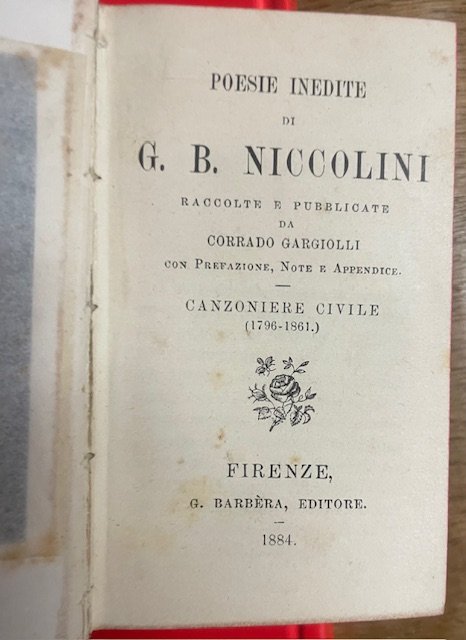 POESIE INEDITE
DI
G. B. NICCOLINI
RACCOLTE E PUBBLICATE
DA
CORRADO GARGIOLLI
CON PREFAZIONE, NOTE E APPENDICE.
CANZONIERE CIVILE
(1796-1861.)
FIRENZE,
G. BARBÈRA, EDITORE.
1884.